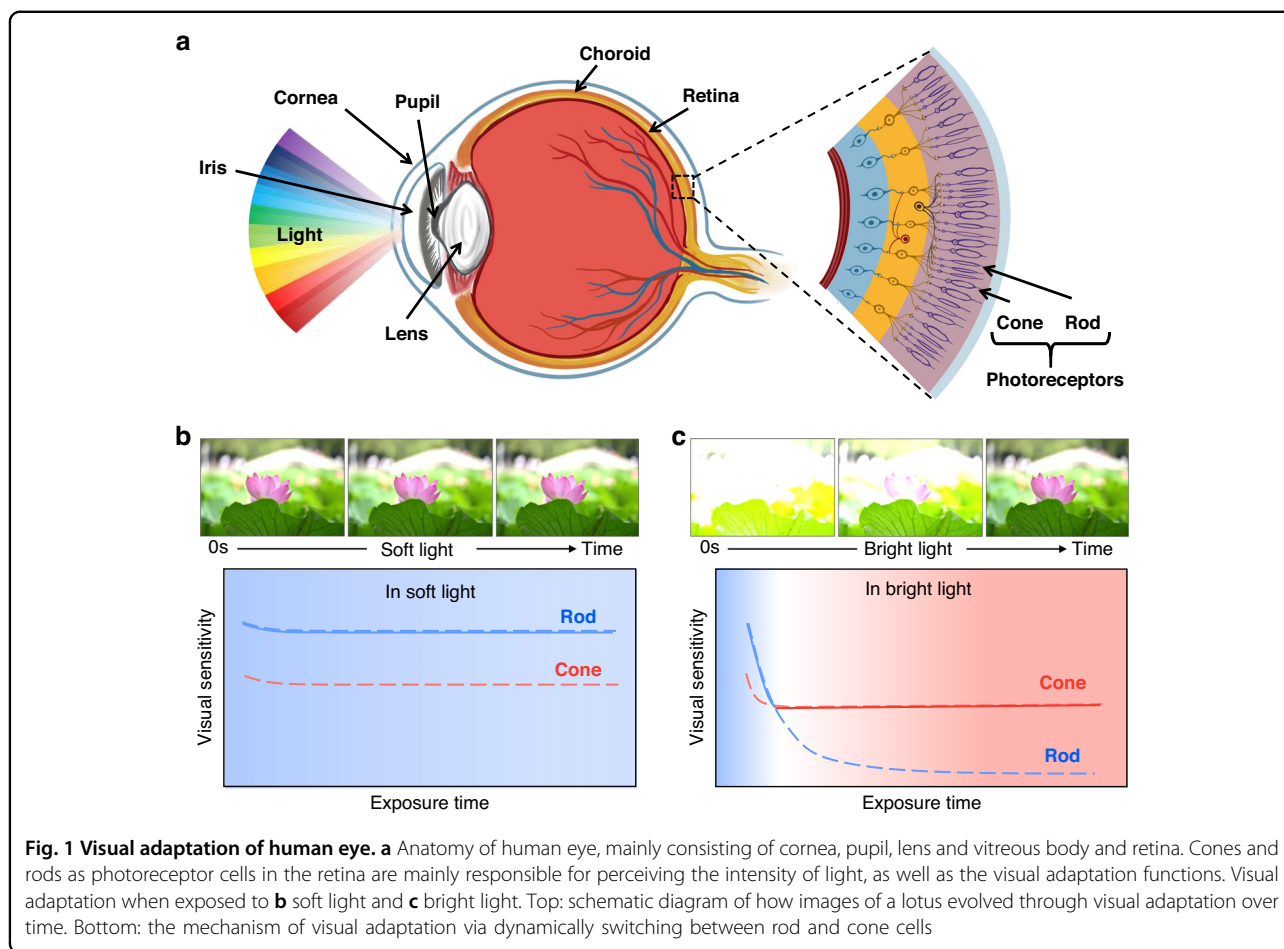 a
Choroid
Cornea
Pupil
Retina
Iris
Light
Lens
Cone Rod
Photoreceptors
b
0s Soft light Time
In soft light
Rod
Cone
Visual sensitivity
Exposure time
c
0s Bright light Time
In bright light
Cone
Rod
Visual sensitivity
Exposure time
Fig. 1 Visual adaptation of human eye. a Anatomy of human eye, mainly consisting of cornea, pupil, lens and vitreous body and retina. Cones and
rods as photoreceptor cells in the retina are mainly responsible for perceiving the intensity of light, as well as the visual adaptation functions. Visual
adaptation when exposed to b soft light and c bright light. Top: schematic diagram of how images of a lotus evolved through visual adaptation over
time. Bottom: the mechanism of visual adaptation via dynamically switching between rod and cone cells